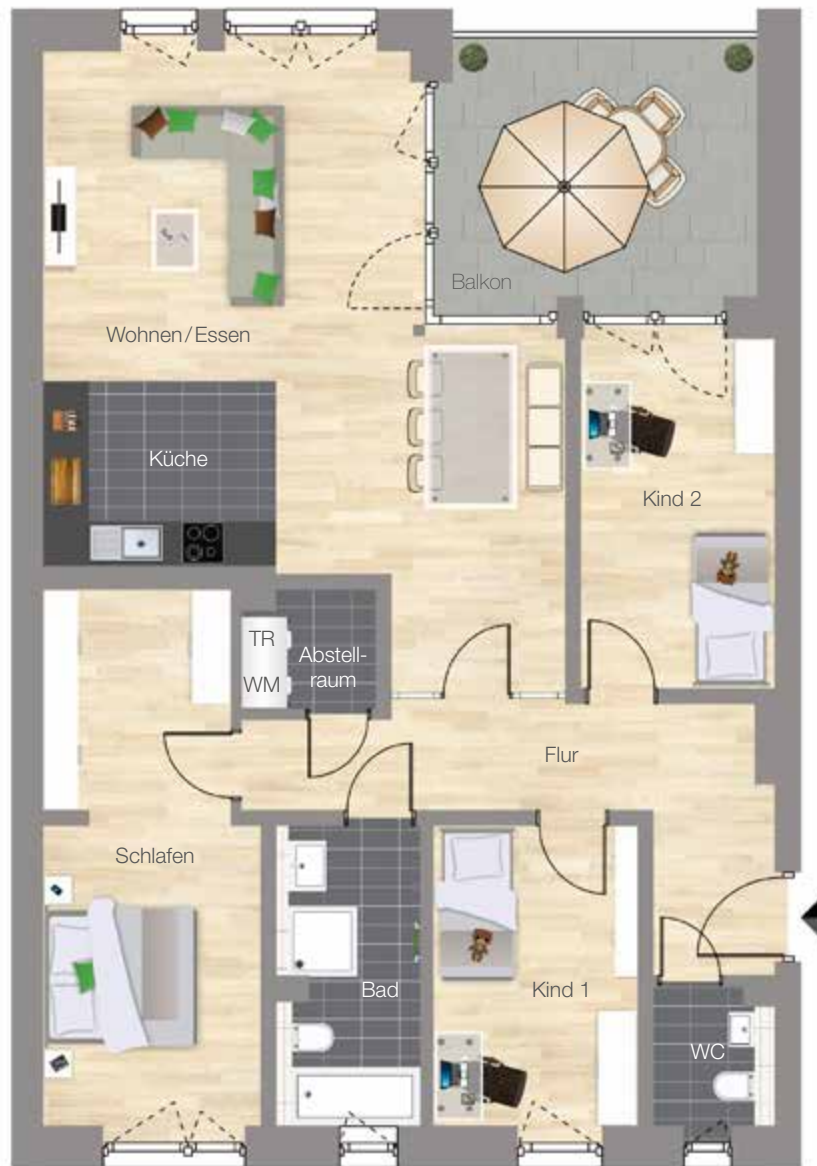 Balkon
Wohnen/Essen
Küche
Kind 2
TR
WM
Abstell-
raum
Flur
Schlafen
Bad
Kind 1
WC